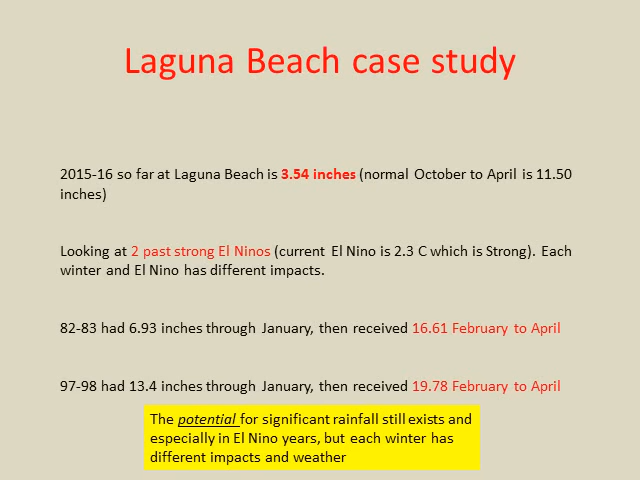 Laguna Beach case study
2015-16 so far at Laguna Beach is 3.54 inches (normal October to April is 11.50
inches)
Looking at 2 past strong El Ninos (current El Nino is 2.3 C which is Strong). Each
winter and El Nino has different impacts.
82-83 had 6.93 inches through January, then received 16.61 February to April
97-98 had 13.4 inches through January, then received 19.78 February to April
The potential for significant rainfall still exists and
especially in El Nino years, but each winter has
different impacts and weather